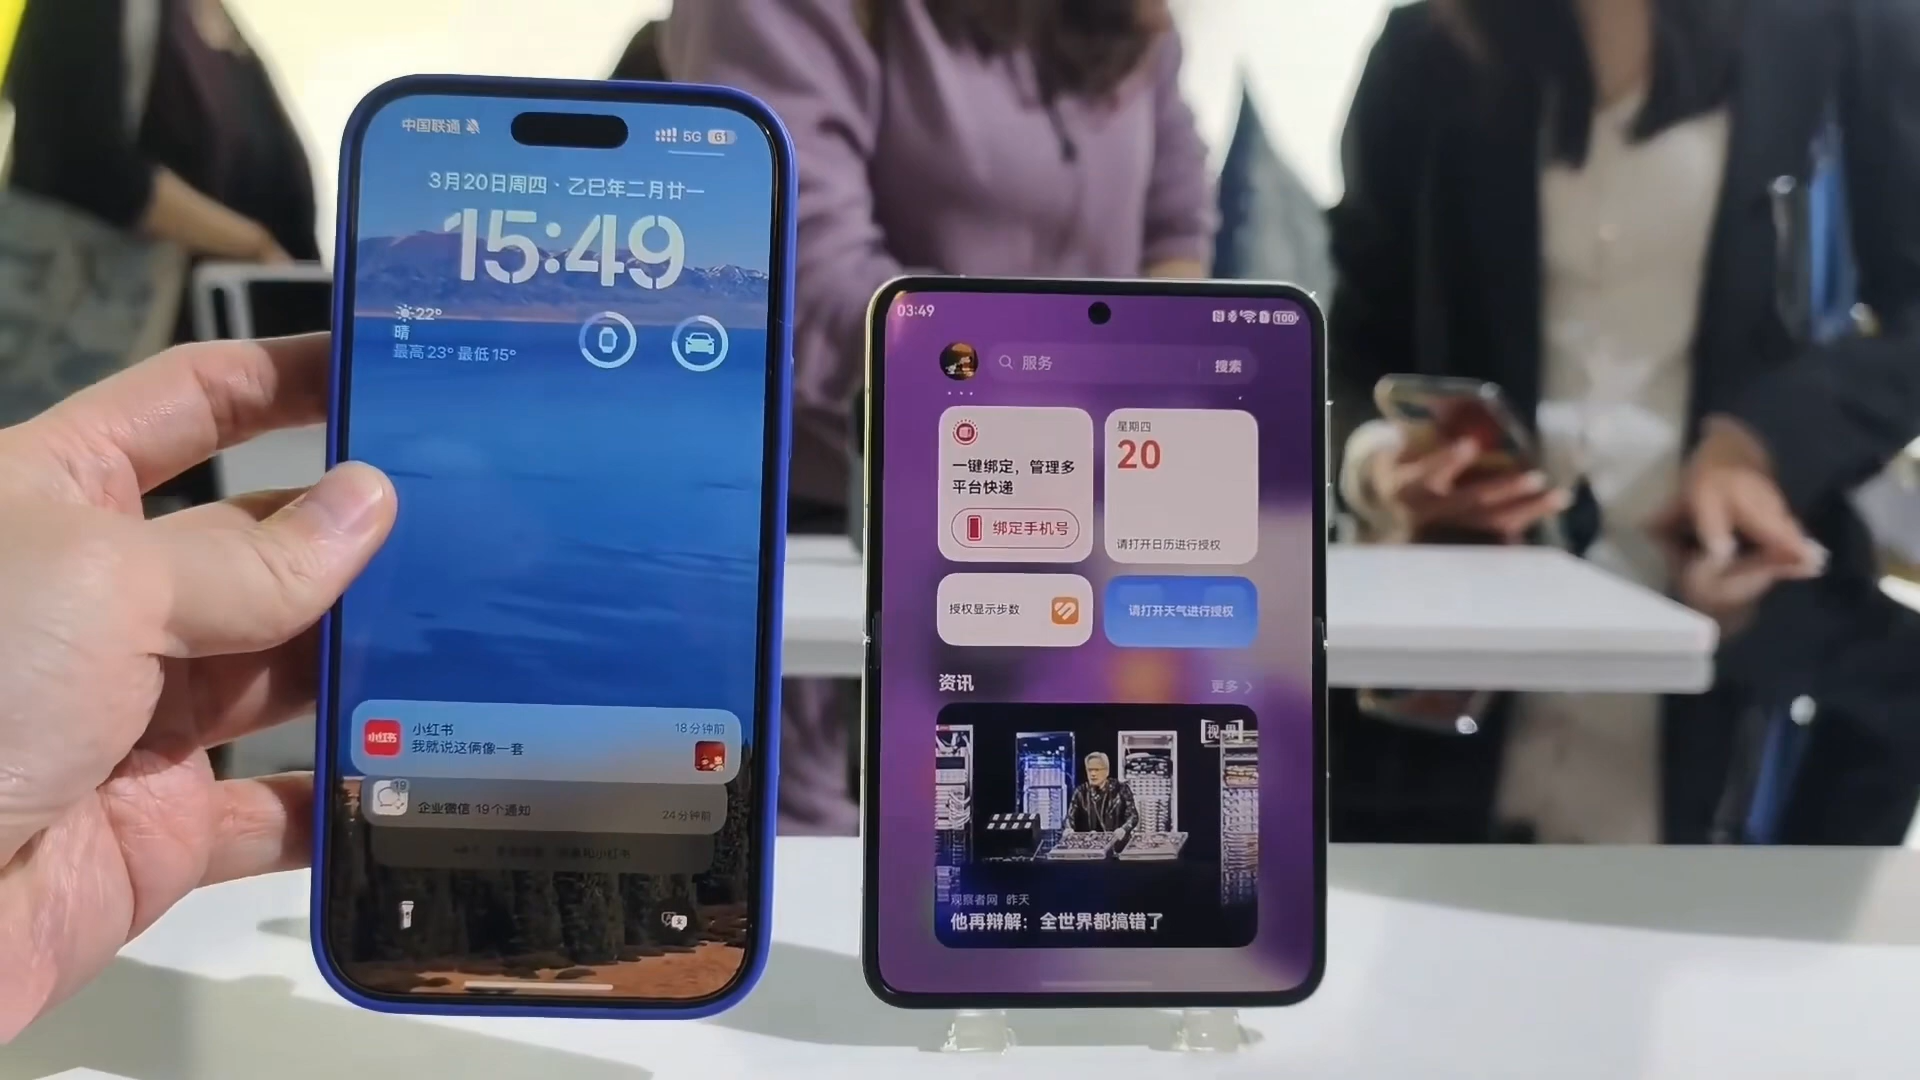 中国联通
5G
61
3月20日周四·乙巳年二月廿一
15:49
22°
晴
最高 23° 最低 15°
小红书
小红书
18分钟前
我就说这俩像一套
19
企业微信 19个通知
24分钟前
03:49
100
服务
搜索
一键绑定，管理多
平台快递
绑定手机号
星期四
20
请打开日历进行授权
授权显示步数
请打开天气进行授权
资讯
更多
视界
观察者网 昨天
他再辩解：全世界都搞错了